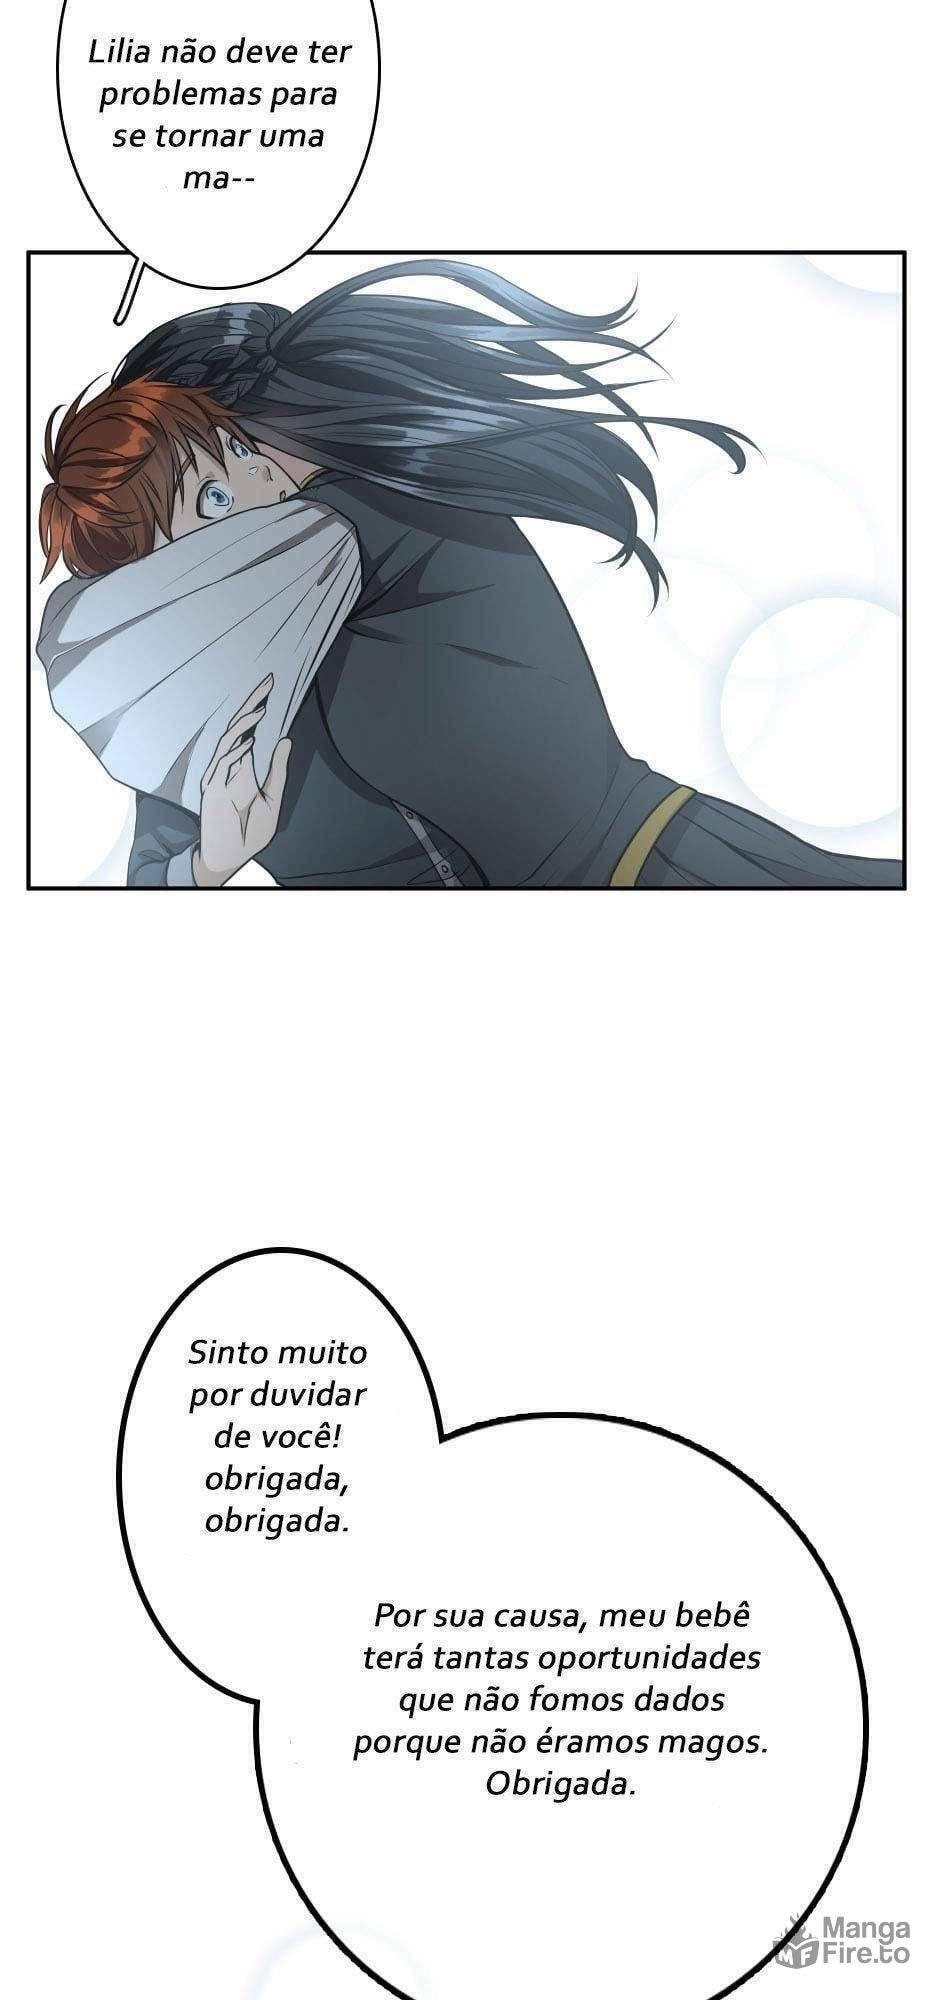 Lilia não deve ter
problemas para
se tornar uma
ma--
Sinto muito
por duvidar
de você!
obrigada,
obrigada.
Por sua causa, meu bebê
terá tantas oportunidades
que não fomos dados
porque não éramos magos.
Obrigada.
Manga
MF Fire.to